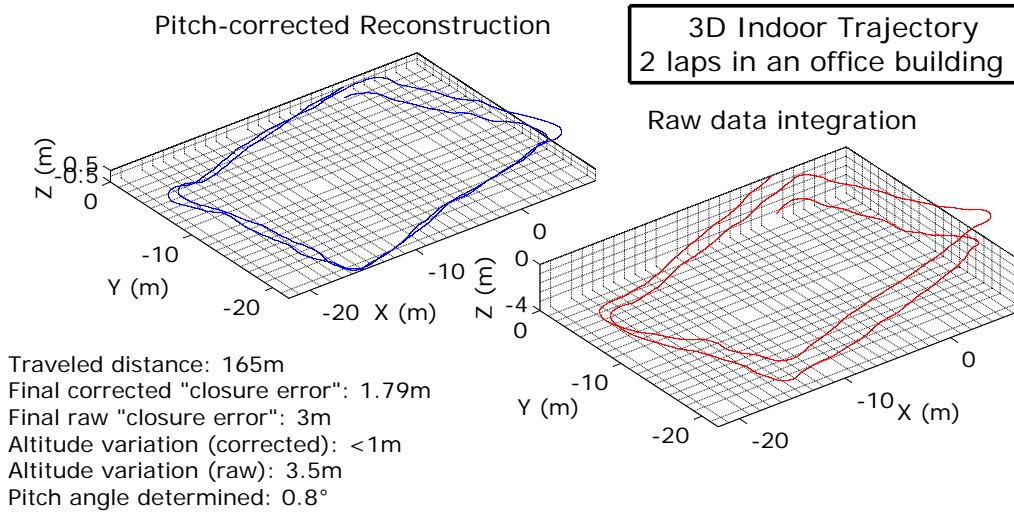 Pitch-corrected Reconstruction
3D Indoor Trajectory
2 laps in an office building
Raw data integration
Z (m)
0.5
-0.5
0
-10
-20
Y (m)
-20
-10
0
X (m)
Z (m)
0
-4
0
-10
-20
Y (m)
-20
-10
0
X (m)
Traveled distance: 165m
Final corrected "closure error": 1.79m
Final raw "closure error": 3m
Altitude variation (corrected): <1m
Altitude variation (raw): 3.5m
Pitch angle determined: 0.8°